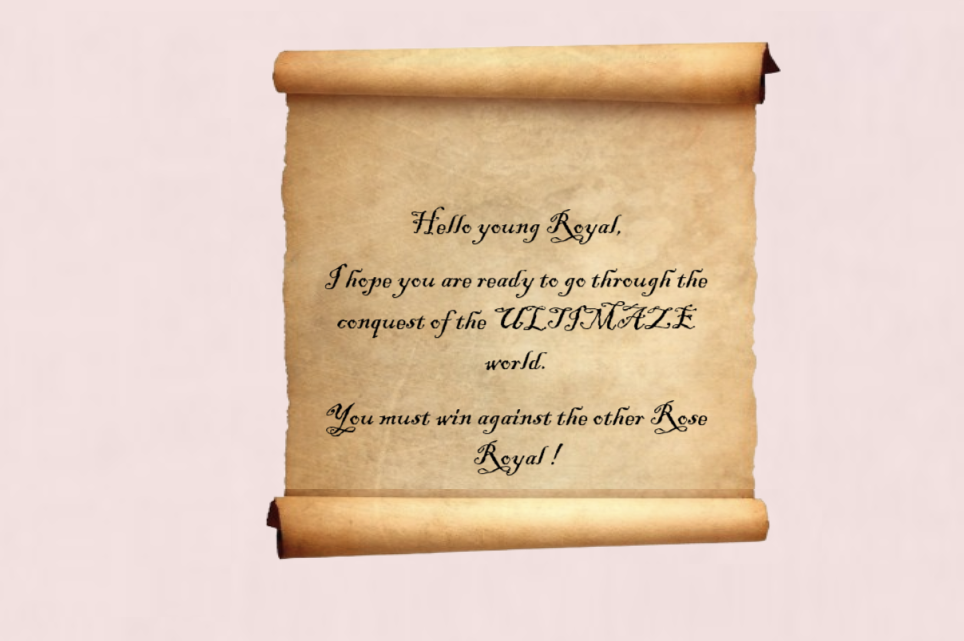 Hello young Royal,
I hope you are ready to go through the
conquest of the ULTIMAZE
world.
You must win against the other Rose
Royal !